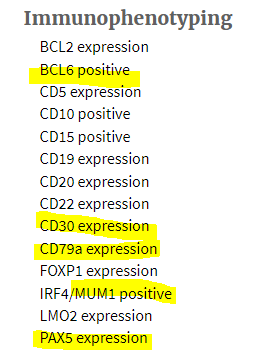 Immunophenotyping
BCL2 expression
BCL6 positive
CD5 expression
CD10 positive
CD15 positive
CD19 expression
CD20 expression
CD22 expression
CD30 expression
CD79a expression
FOXP1 expression
IRF4/MUM1 positive
LMO2 expression
PAX5 expression